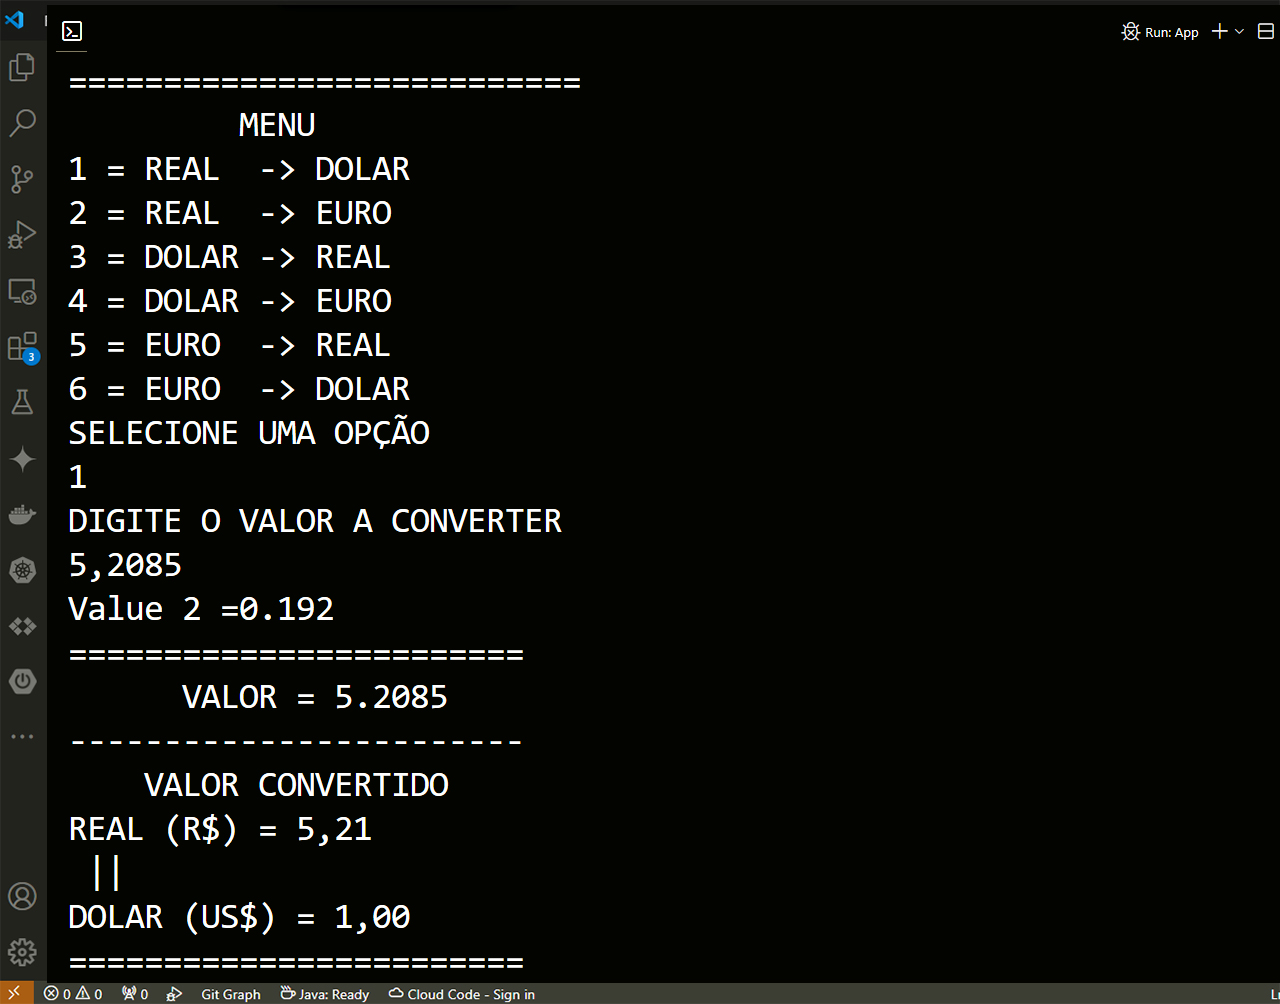 Run: App
===========================
         MENU
1 = REAL  -> DOLAR
2 = REAL  -> EURO
3 = DOLAR -> REAL
4 = DOLAR -> EURO
5 = EURO  -> REAL
6 = EURO  -> DOLAR
SELECIONE UMA OPÇÃO
1
DIGITE O VALOR A CONVERTER
5,2085
Value 2 =0.192
========================
      VALOR = 5.2085
------------------------
    VALOR CONVERTIDO
REAL (R$) = 5,21
 ||
DOLAR (US$) = 1,00
========================
3
0 0 0 Git Graph Java: Ready Cloud Code - Sign in